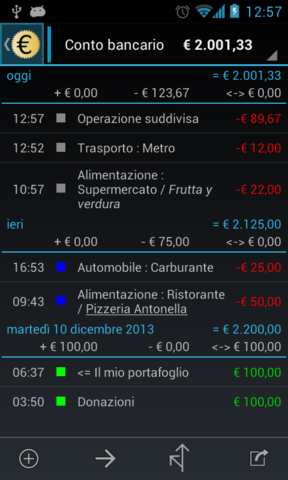 12:57
Conto bancario € 2.001,33
oggi = € 2.001,33
+ € 0,00 - € 123,67 <-> € 0,00
12:57 Operazione suddivisa -€ 89,67
12:52 Trasporto : Metro -€ 12,00
10:57 Alimentazione : Supermercato / Frutta y verdura -€ 22,00
ieri = € 2.125,00
+ € 0,00 - € 75,00 <-> € 0,00
16:53 Automobile : Carburante -€ 25,00
09:43 Alimentazione : Ristorante / Pizzeria Antonella -€ 50,00
martedì 10 dicembre 2013 = € 2.200,00
+ € 100,00 - € 0,00 <-> € 100,00
06:37 <= Il mio portafoglio € 100,00
03:50 Donazioni € 100,00